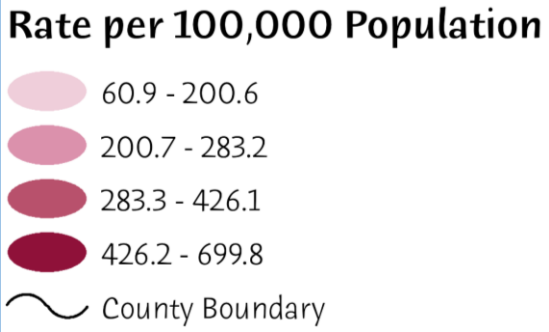 Rate per 100,000 Population
60.9 - 200.6
200.7 - 283.2
283.3 - 426.1
426.2 - 699.8
County Boundary